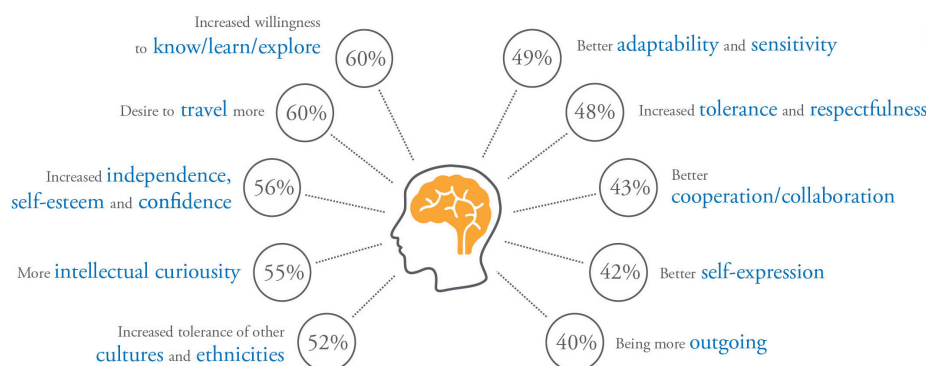 Increased willingness
to know/learn/explore
60%
Desire to travel more
60%
Increased independence,
self-esteem and confidence
56%
More intellectual curiousity
55%
Increased tolerance of other
cultures and ethnicities
52%
49%
Better adaptability and sensitivity
48%
Increased tolerance and respectfulness
43%
Better
cooperation/collaboration
42%
Better self-expression
40%
Being more outgoing